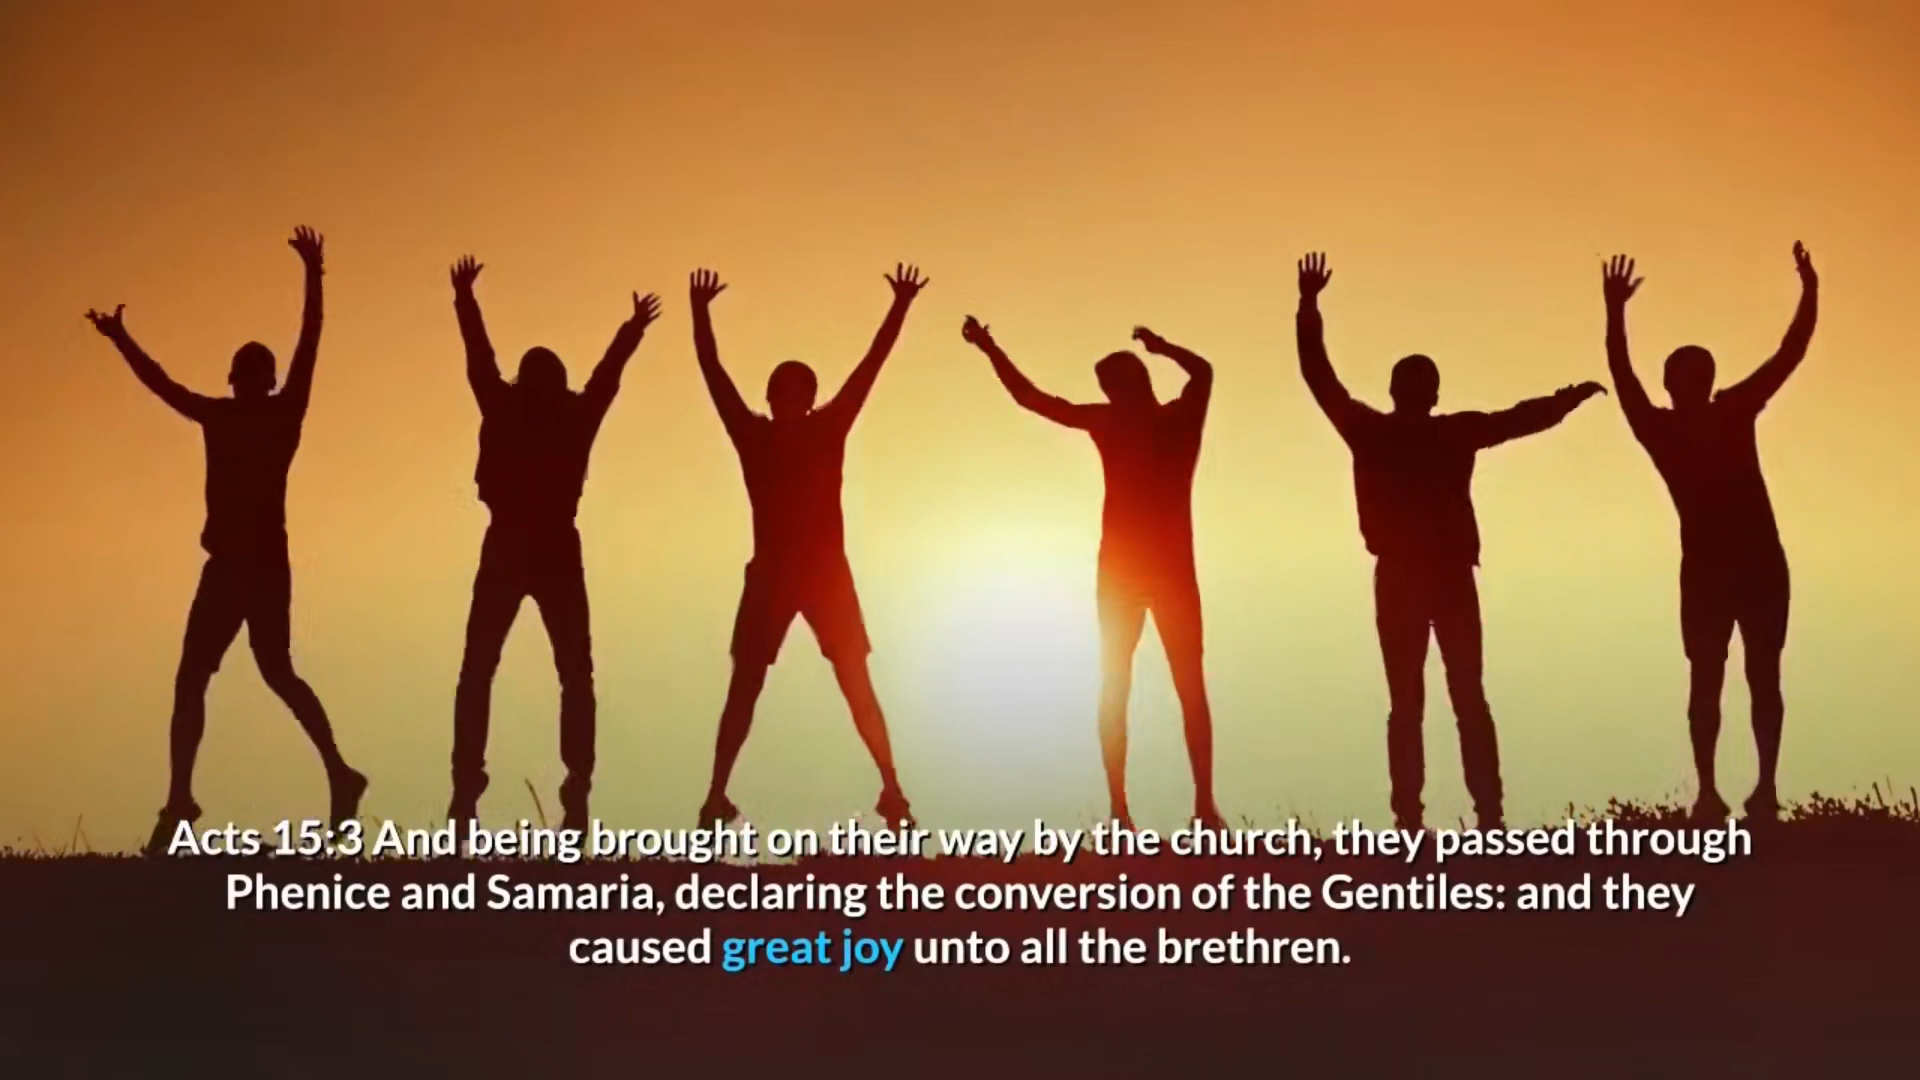 Acts 15:3 And being brought on their way by the church, they passed through
Phenice and Samaria, declaring the conversion of the Gentiles: and they
caused great joy unto all the brethren.